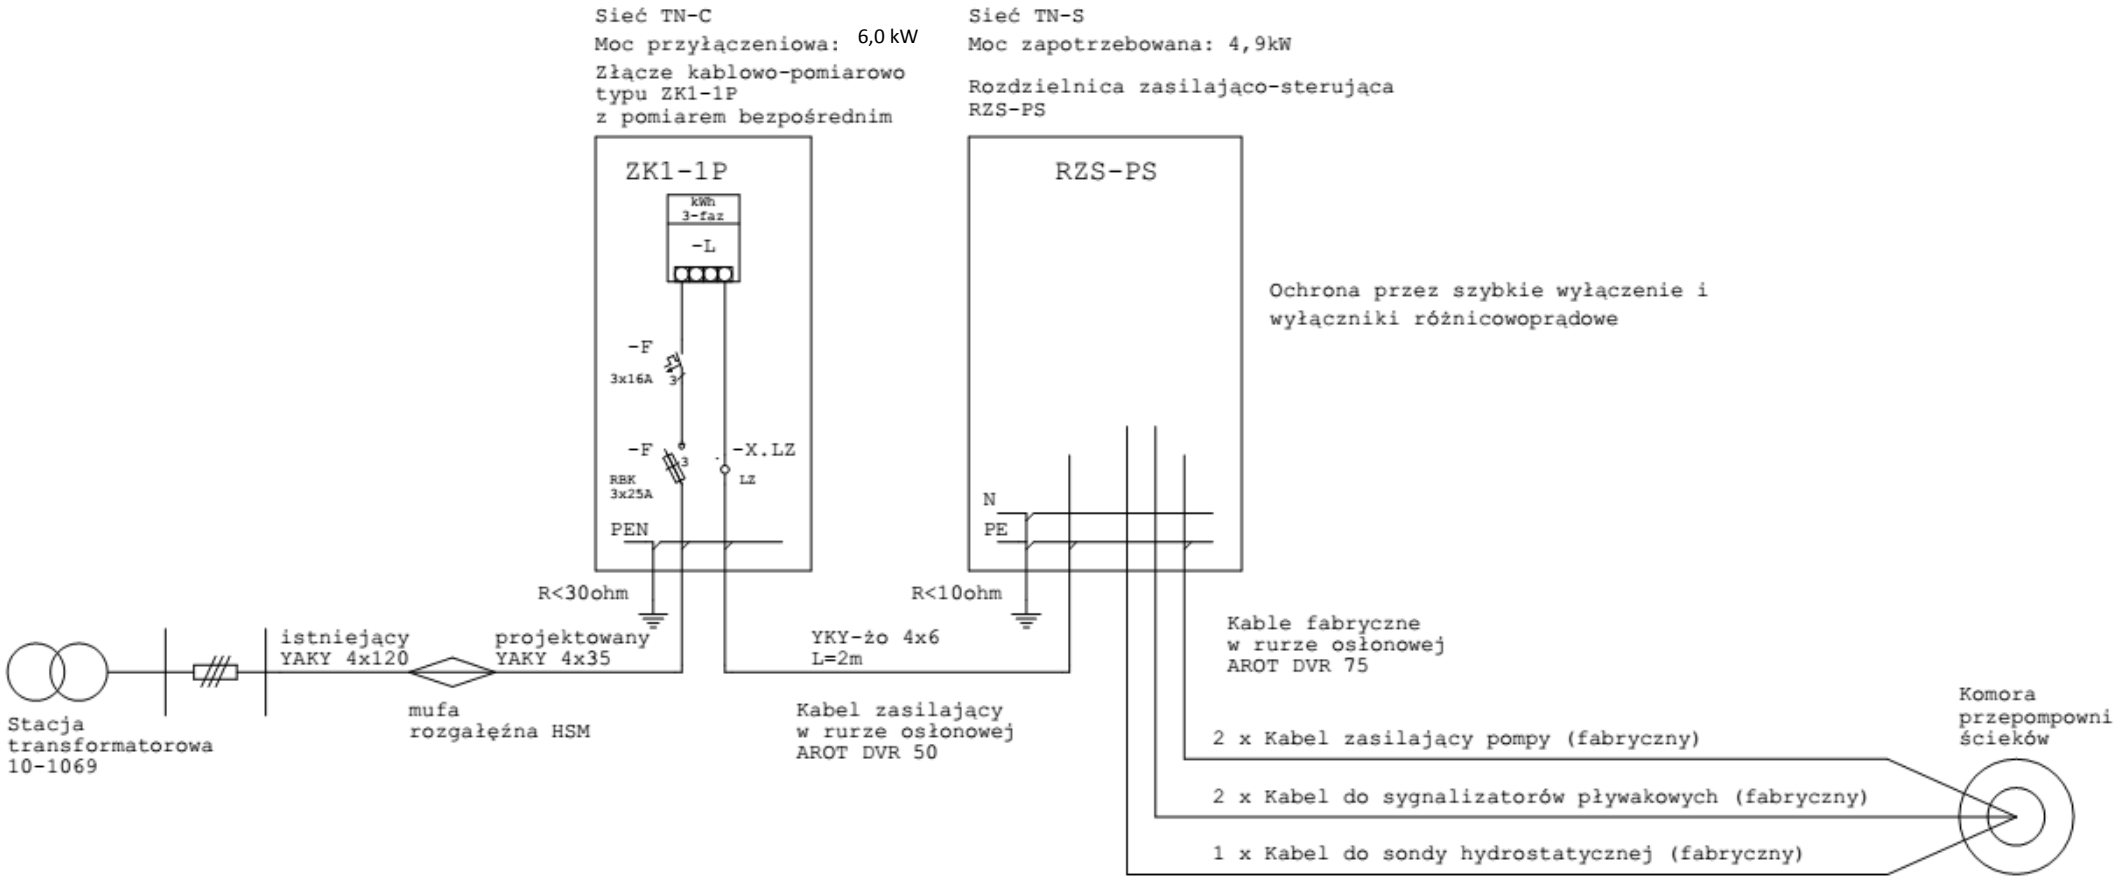 Sieć TN-C
Moc przyłączeniowa: 6,0 kW
Złącze kablowo-pomiarowo
typu ZK1-1P
z pomiarem bezpośrednim
Sieć TN-S
Moc zapotrzebowana: 4,9kW
Rozdzielnica zasilająco-sterująca
RZS-PS
ZK1-1P
kWh
3-faz
-L
-F
3x16A
3
-F
3
RBK
3x25A
-X.LZ
LZ
PEN
R<30ohm
RZS-PS
N
PE
R<10ohm
Ochrona przez szybkie wyłączenie i
wyłączniki różnicowoprądowe
istniejący
YAKY 4x120
projektowany
YAKY 4x35
YKY-żo 4x6
L=2m
Kable fabryczne
w rurze osłonowej
AROT DVR 75
Stacja
transformatorowa
10-1069
mufa
rozgałęźna HSM
Kabel zasilający
w rurze osłonowej
AROT DVR 50
Komora
przepompowni
ścieków
2 x Kabel zasilający pompy (fabryczny)
2 x Kabel do sygnalizatorów pływakowych (fabryczny)
1 x Kabel do sondy hydrostatycznej (fabryczny)